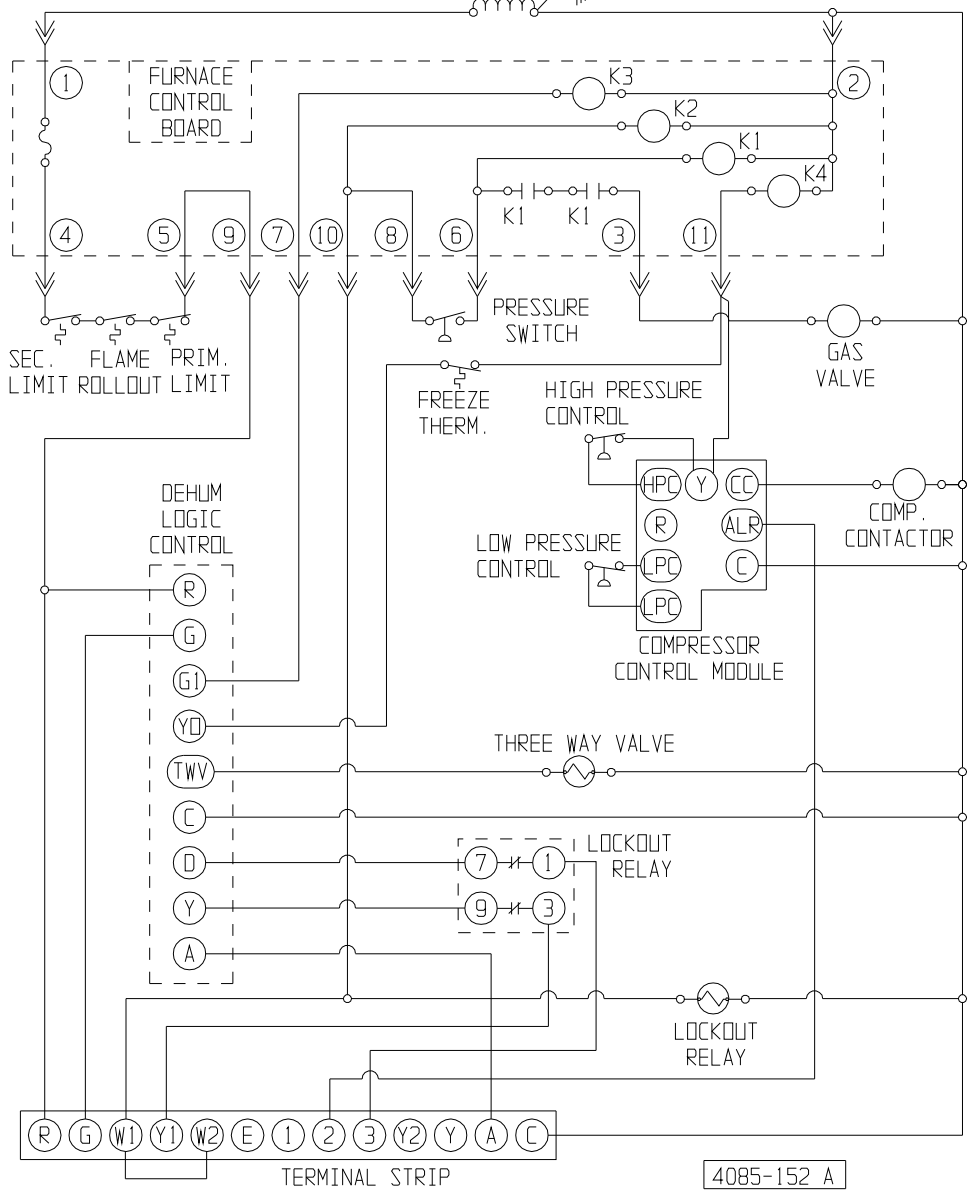 K3
1
FURNACE
CONTROL
BOARD
2
K2
K1
K4
K1 K1
4 5 9 7 10 8 6 3 11
PRESSURE
SWITCH
SEC. FLAME PRIM.
LIMIT ROLLOUT LIMIT
GAS
VALVE
FREEZE
THERM.
HIGH PRESSURE
CONTROL
HPC Y CC
COMP.
CONTACTOR
DEHUM
LOGIC
CONTROL
R ALR
LOW PRESSURE
CONTROL
LPC C
LPC
COMPRESSOR
CONTROL MODULE
R
G
G1
YO
TWV
THREE WAY VALVE
C
D
7 1
LOCKOUT
RELAY
Y
9 3
A
LOCKOUT
RELAY
R G W1 Y1 W2 E 1 2 3 Y2 Y A C
TERMINAL STRIP
4085-152 A